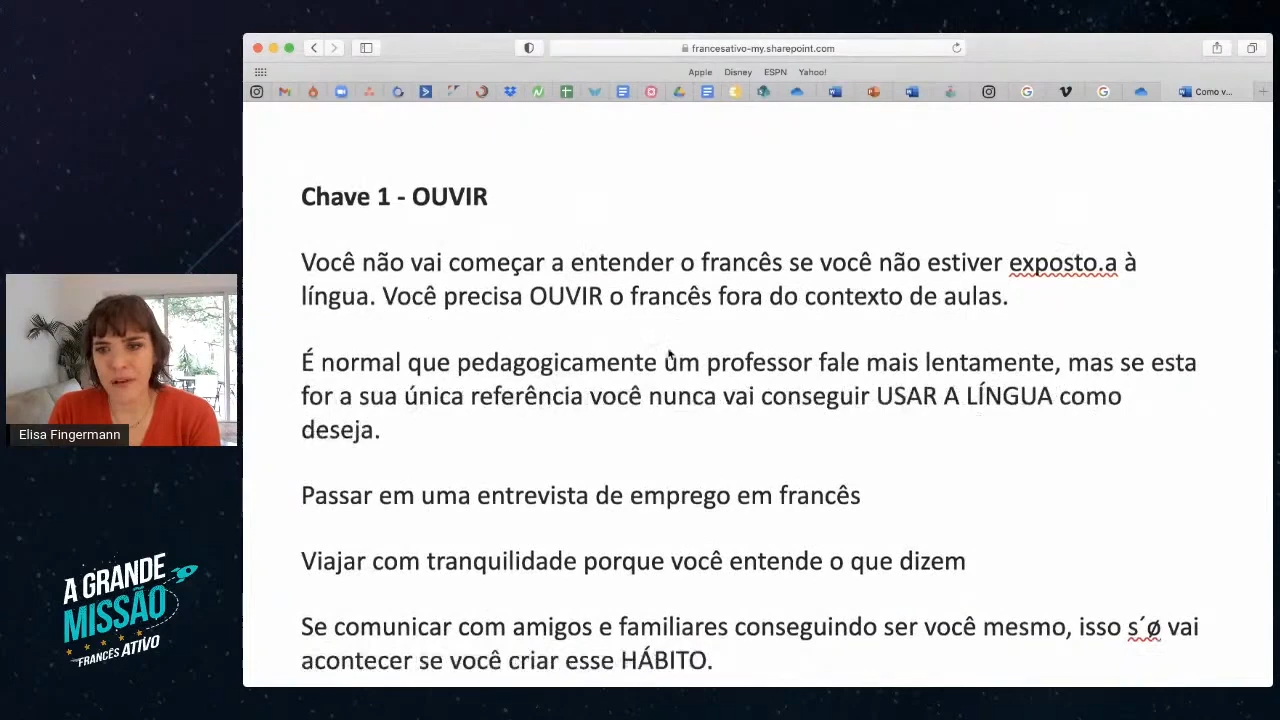 francesativo-my.sharepoint.com
Apple Disney ESPN Yahoo!
Como v...
Chave 1 - OUVIR
Você não vai começar a entender o francês se você não estiver exposto.a à
língua. Você precisa OUVIR o francês fora do contexto de aulas.
É normal que pedagogicamente um professor fale mais lentamente, mas se esta
for a sua única referência você nunca vai conseguir USAR A LÍNGUA como
deseja.
Passar em uma entrevista de emprego em francês
Viajar com tranquilidade porque você entende o que dizem
Se comunicar com amigos e familiares conseguindo ser você mesmo, isso s´ø vai
acontecer se você criar esse HÁBITO.
Elisa Fingermann
A GRANDE
MISSÃO
FRANCÊS ATIVO